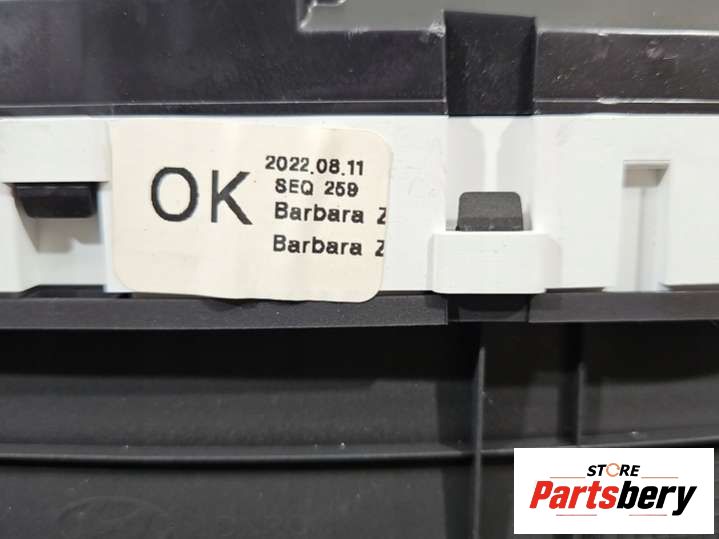 OK
2022.08.11
SEQ 259
Barbara Z
Barbara Z
STORE
Partsbery